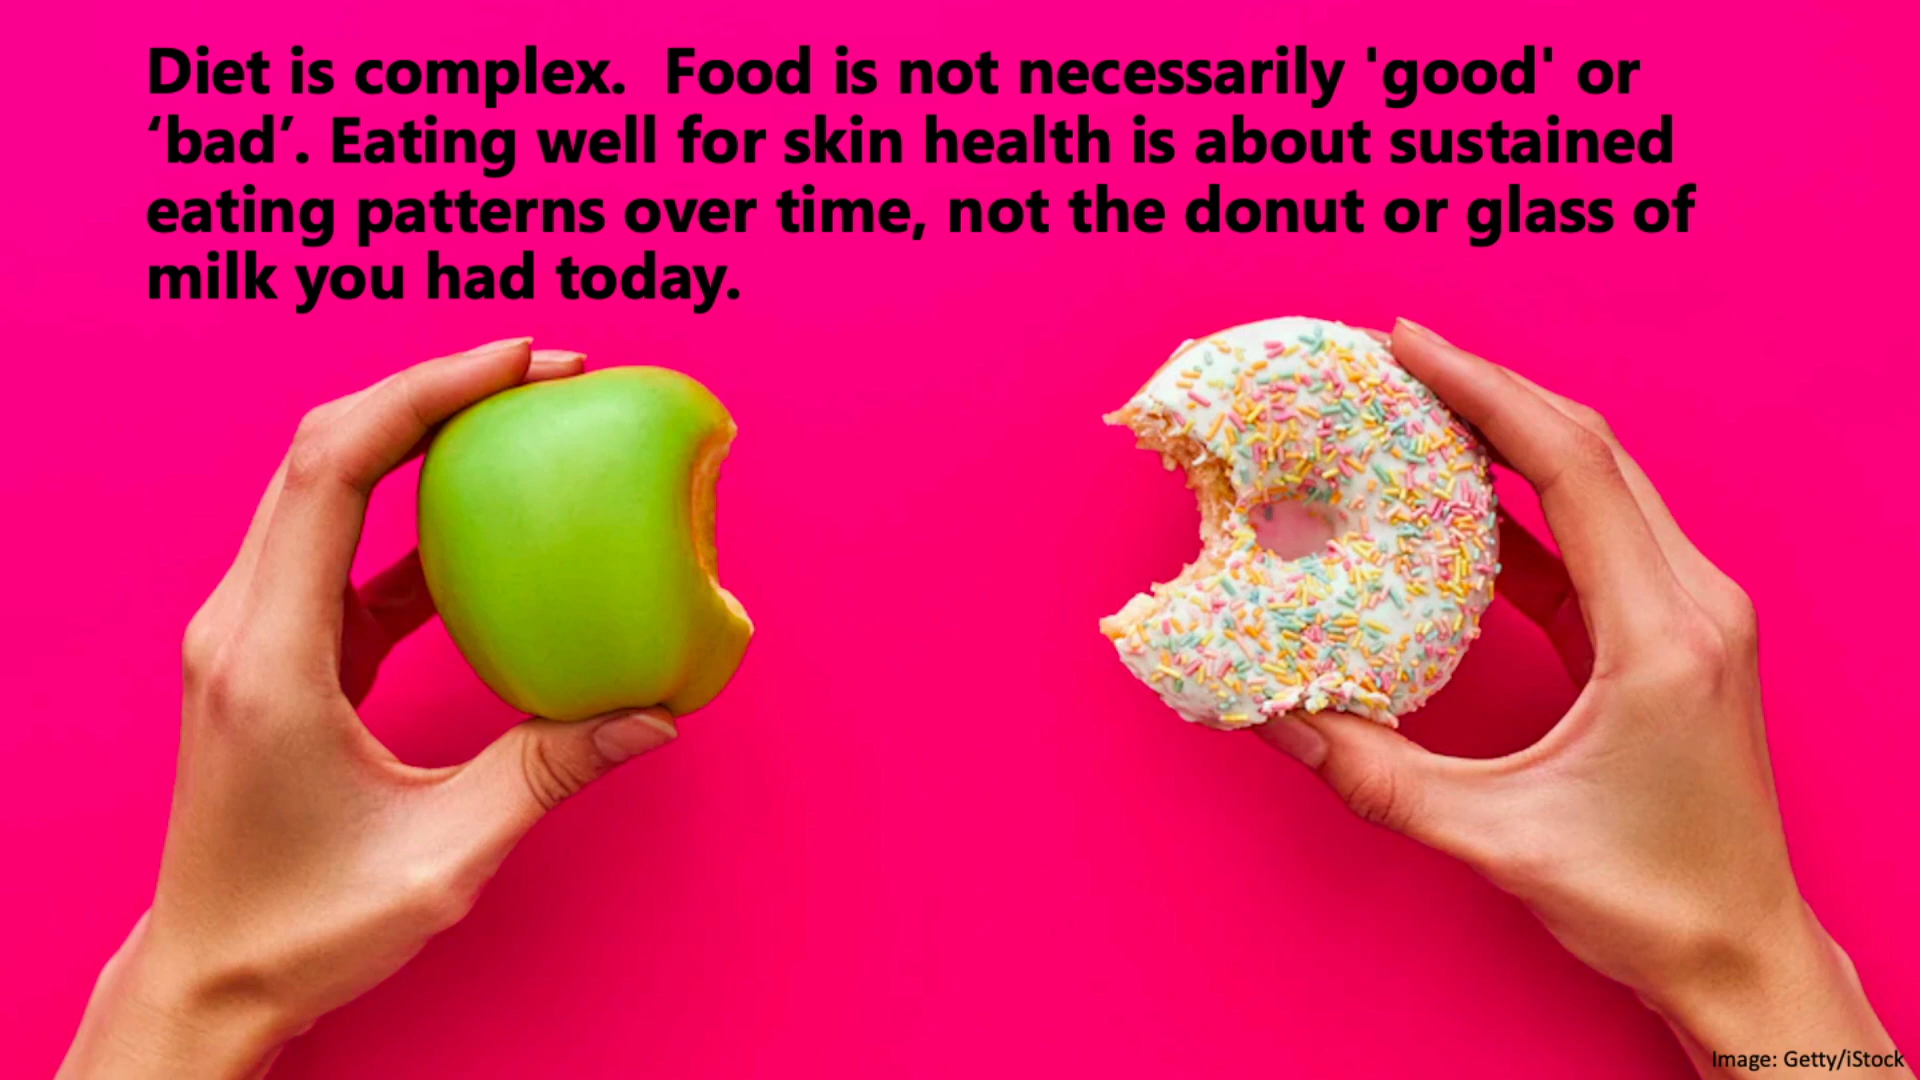 Diet is complex.  Food is not necessarily 'good' or
‘bad’. Eating well for skin health is about sustained
eating patterns over time, not the donut or glass of
milk you had today.
Image: Getty/iStock